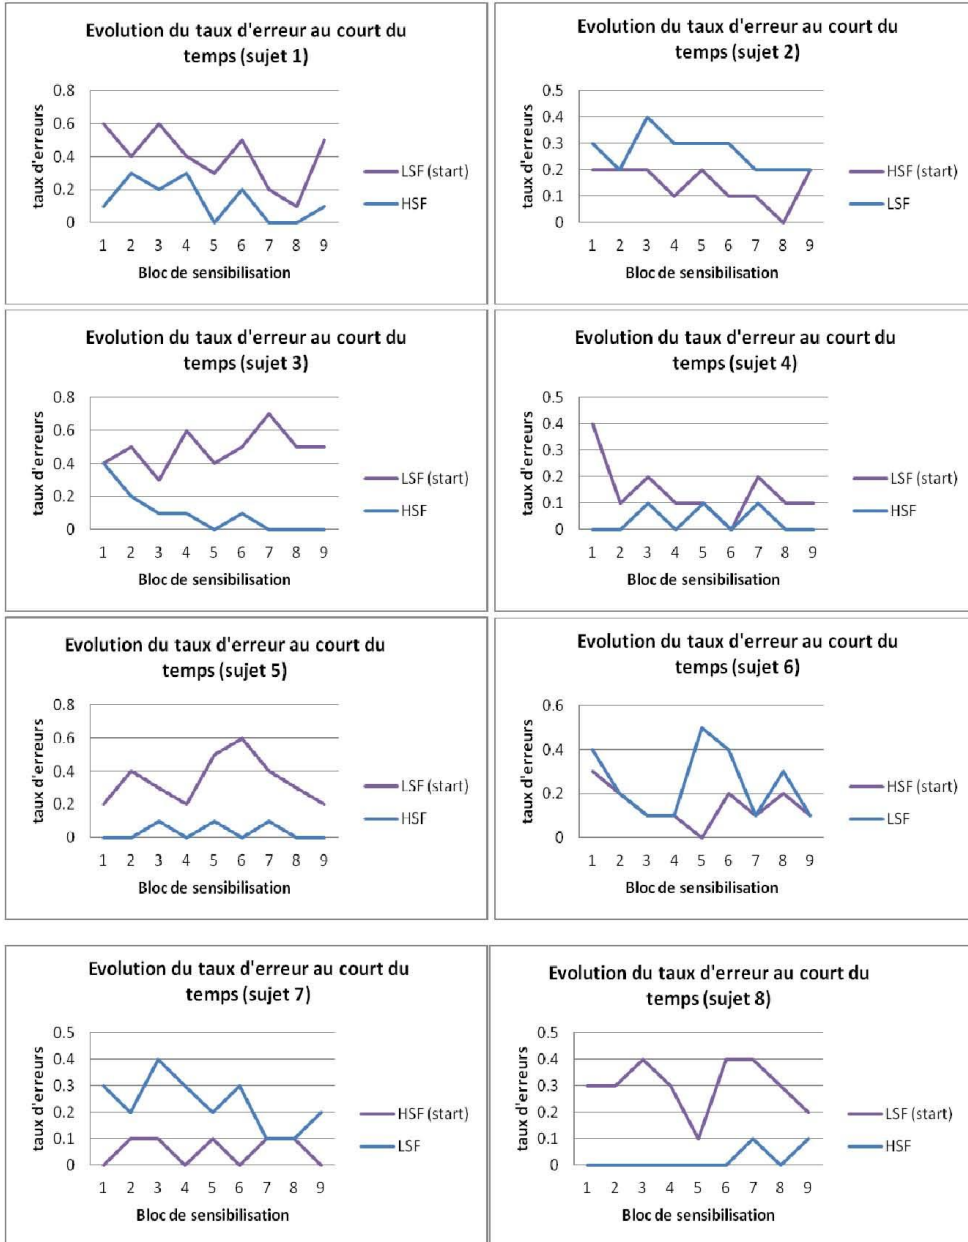 Evolution du taux d'erreur au court du
temps (sujet 1)
taux d'erreurs
0.8
0.6
0.4
0.2
0
1 2 3 4 5 6 7 8 9
Bloc de sensibilisation
LSF (start)
HSF
Evolution du taux d'erreur au court du
temps (sujet 2)
taux d'erreurs
0.5
0.4
0.3
0.2
0.1
0
1 2 3 4 5 6 7 8 9
Bloc de sensibilisation
HSF (start)
LSF
Evolution du taux d'erreur au court du
temps (sujet 3)
taux d'erreurs
0.8
0.6
0.4
0.2
0
1 2 3 4 5 6 7 8 9
Bloc de sensibilisation
LSF (start)
HSF
Evolution du taux d'erreur au court du
temps (sujet 4)
taux d'erreurs
0.5
0.4
0.3
0.2
0.1
0
1 2 3 4 5 6 7 8 9
Bloc de sensibilisation
LSF (start)
HSF
Evolution du taux d'erreur au court du
temps (sujet 5)
taux d'erreurs
0.8
0.6
0.4
0.2
0
1 2 3 4 5 6 7 8 9
Bloc de sensibilisation
LSF (start)
HSF
Evolution du taux d'erreur au court du
temps (sujet 6)
taux d'erreurs
0.6
0.4
0.2
0
1 2 3 4 5 6 7 8 9
Bloc de sensibilisation
HSF (start)
LSF
Evolution du taux d'erreur au court du
temps (sujet 7)
taux d'erreurs
0.5
0.4
0.3
0.2
0.1
0
1 2 3 4 5 6 7 8 9
Bloc de sensibilisation
HSF (start)
LSF
Evolution du taux d'erreur au court du
temps (sujet 8)
taux d'erreurs
0.5
0.4
0.3
0.2
0.1
0
1 2 3 4 5 6 7 8 9
Bloc de sensibilisation
LSF (start)
HSF